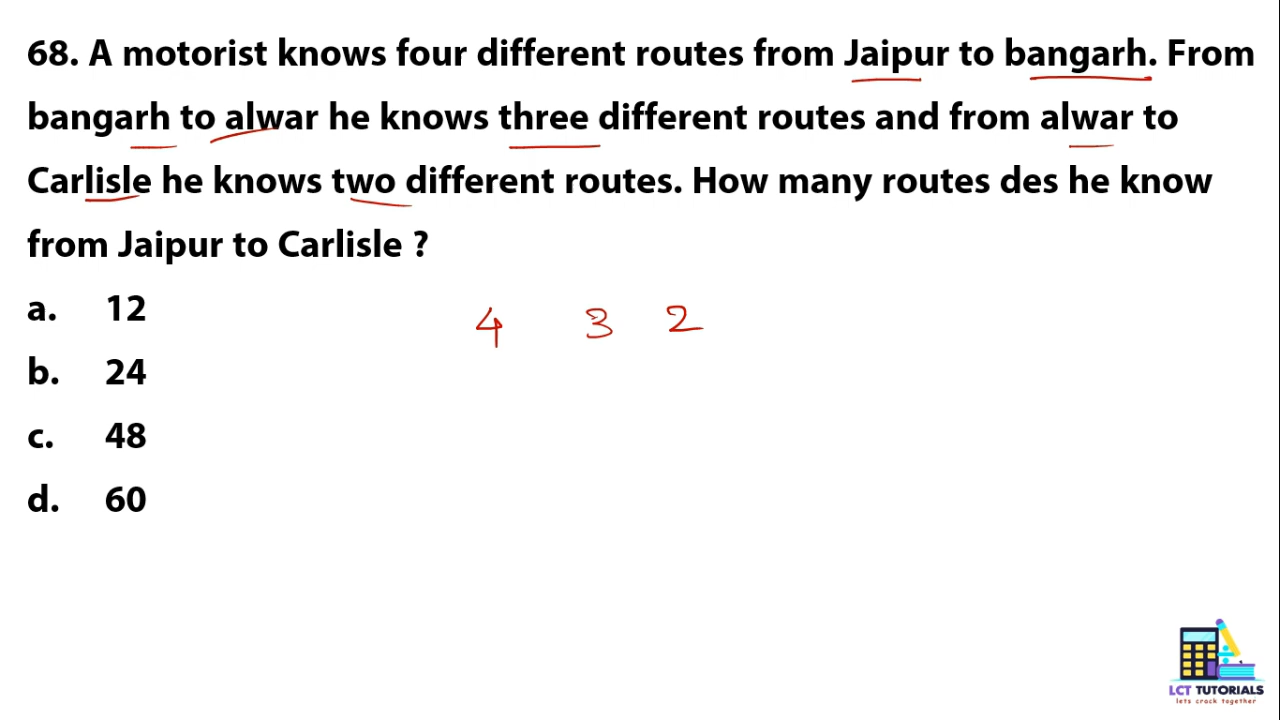 68. A motorist knows four different routes from Jaipur to bangarh. From
bangarh to alwar he knows three different routes and from alwar to
Carlisle he knows two different routes. How many routes des he know
from Jaipur to Carlisle ?
a. 12
4 3 2
b. 24
c. 48
d. 60
LCT TUTORIALS
lets crack together